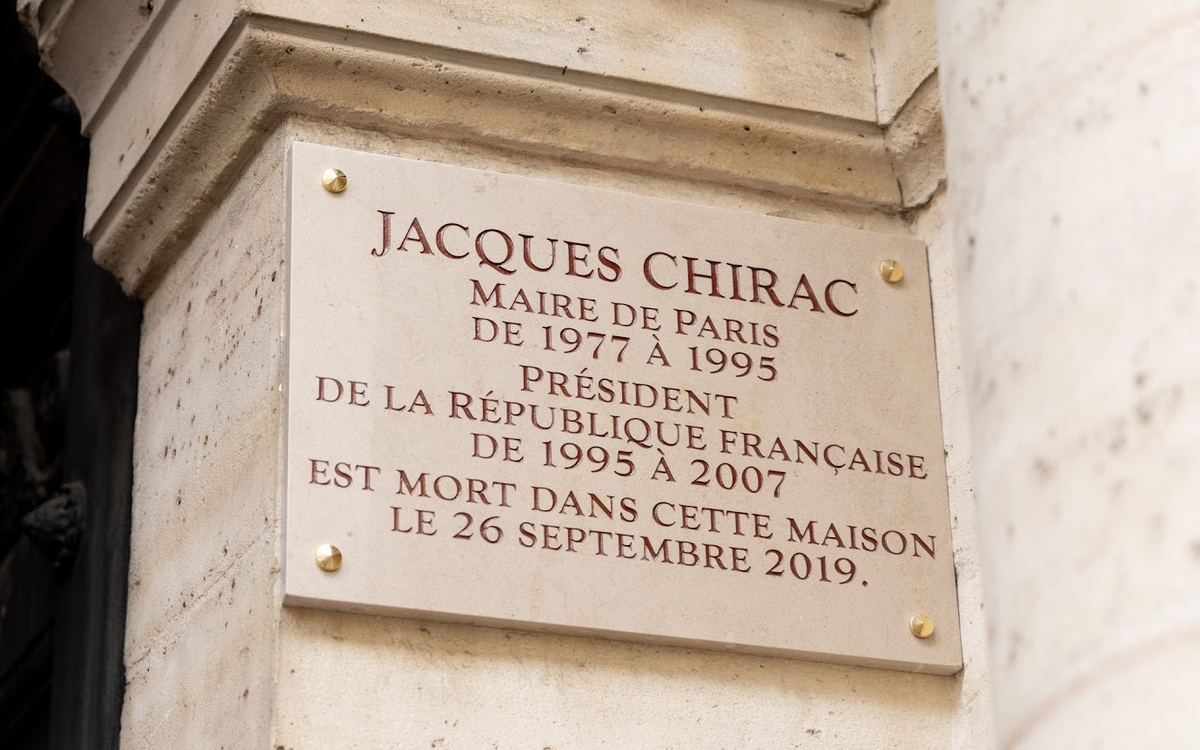 JACQUES CHIRAC
MAIRE DE PARIS
DE 1977 À 1995
PRÉSIDENT
DE LA RÉPUBLIQUE FRANÇAISE
DE 1995 À 2007
EST MORT DANS CETTE MAISON
LE 26 SEPTEMBRE 2019.